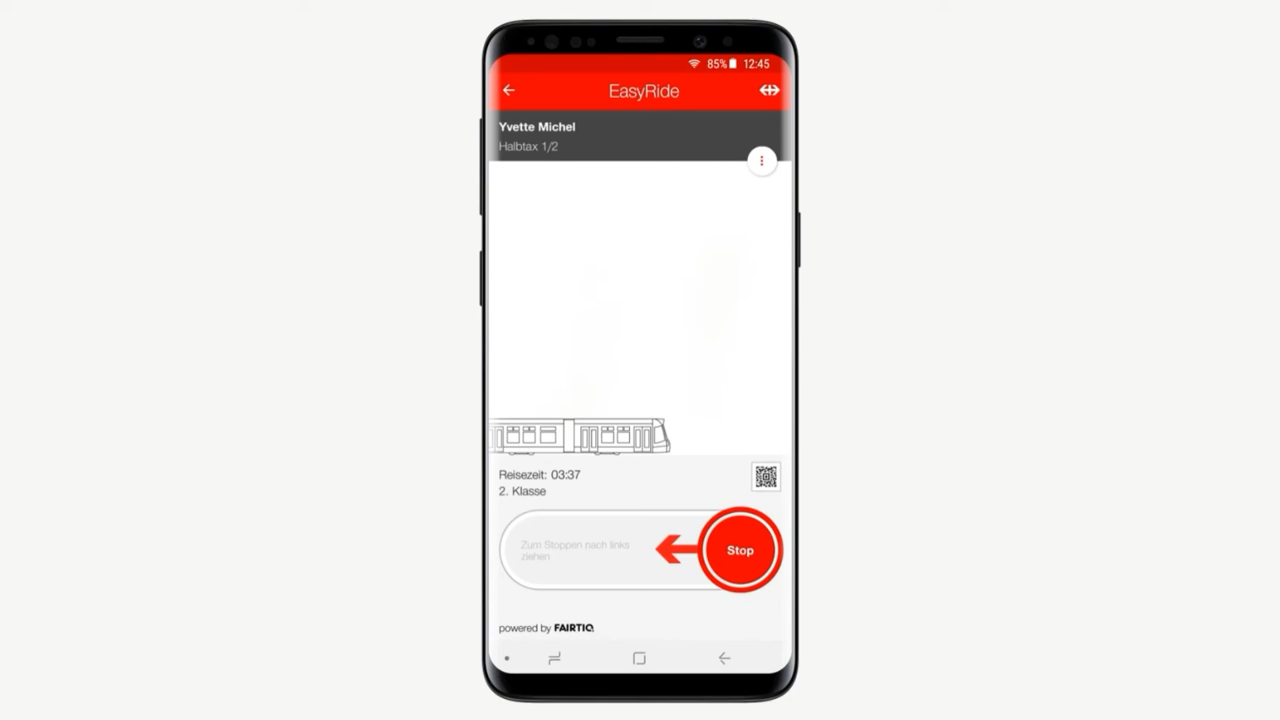 85% 12:45
EasyRide
Yvette Michel
Halbtax 1/2
Reisezeit: 03:37
2. Klasse
Zum Stoppen nach links
ziehen
Stop
powered by FAIRTIQ